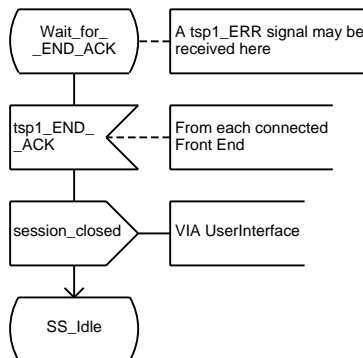 Wait_for_
_END_ACK
A tsp1_ERR signal may be
received here
tsp1_END_
_ACK
From each connected
Front End
session_closed
VIA UserInterface
SS_Idle